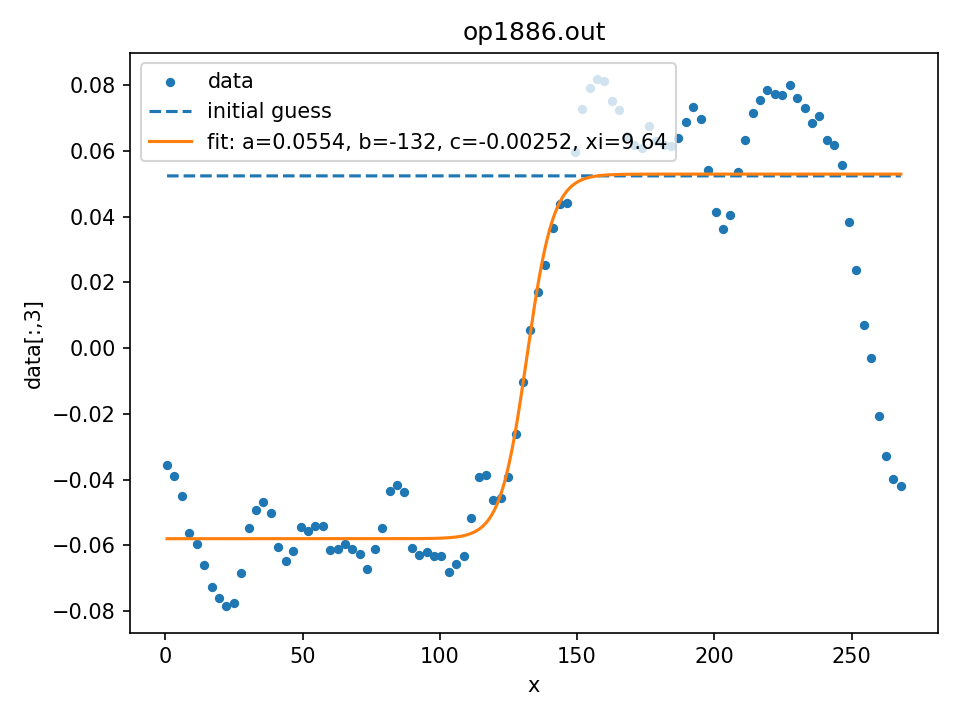 op1886.out
data
initial guess
fit: a=0.0554, b=-132, c=-0.00252, xi=9.64
0.08
0.06
0.04
0.02
0.00
−0.02
−0.04
−0.06
−0.08
data[:,3]
0 50 100 150 200 250
x